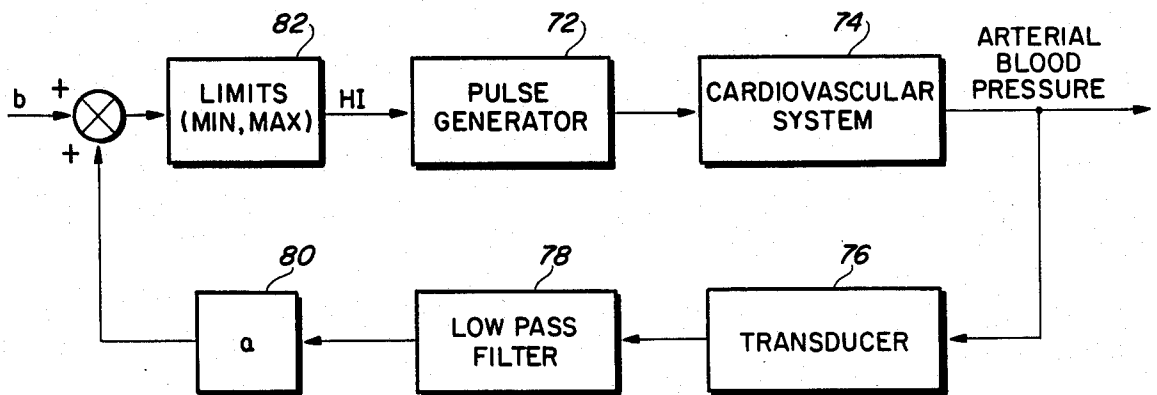 82
72
74
ARTERIAL
BLOOD
PRESSURE
b
+
+
LIMITS
(MIN, MAX)
HI
PULSE
GENERATOR
CARDIOVASCULAR
SYSTEM
80
78
76
a
LOW PASS
FILTER
TRANSDUCER